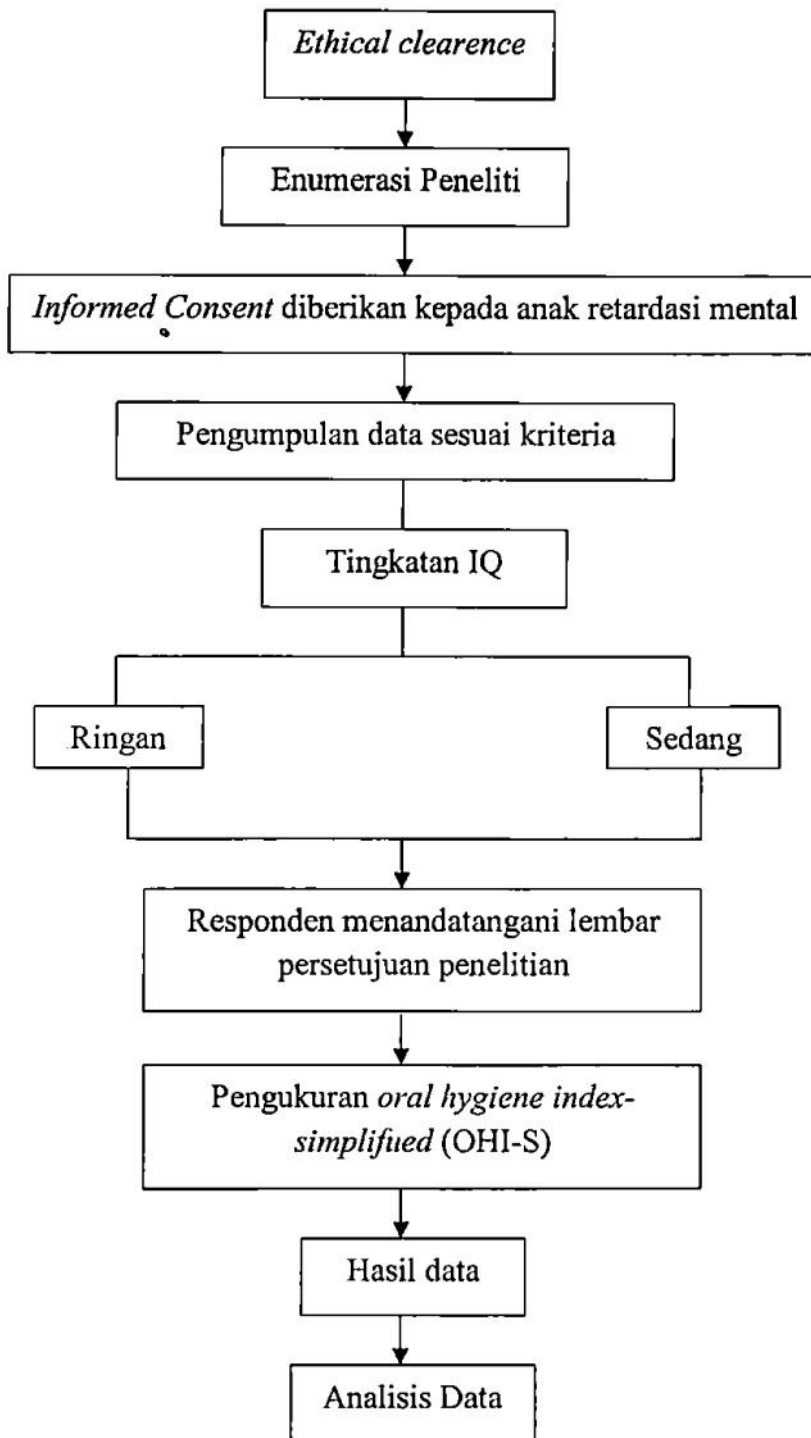 Ethical clearence
Enumerasi Peneliti
Informed Consent diberikan kepada anak retardasi mental
Pengumpulan data sesuai kriteria
Tingkatan IQ
Ringan
Sedang
Responden menandatangani lembar
persetujuan penelitian
Pengukuran oral hygiene index-
simplifued (OHI-S)
Hasil data
Analisis Data